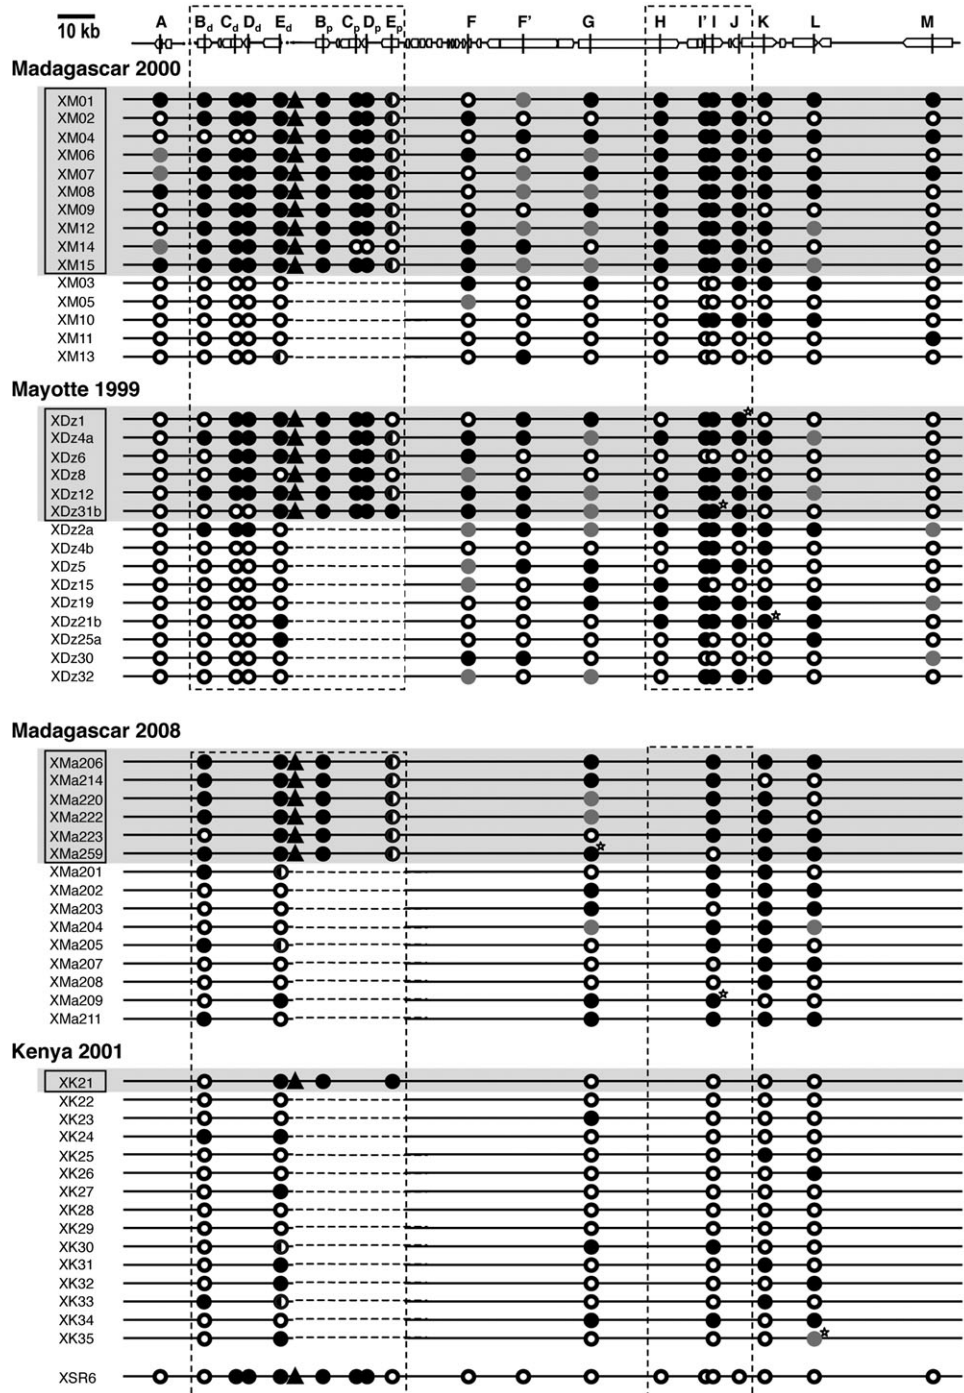 10 kb
A Bd Cd Dd Ed Bp Cp Dp Ep F F' G H I' I J K L M
Madagascar 2000
XM01
XM02
XM04
XM06
XM07
XM08
XM09
XM12
XM14
XM15
XM03
XM05
XM10
XM11
XM13
Mayotte 1999
XDz1
XDz4a
XDz6
XDz8
XDz12
XDz31b
XDz2a
XDz4b
XDz5
XDz15
XDz19
XDz21b
XDz25a
XDz30
XDz32
Madagascar 2008
XMa206
XMa214
XMa220
XMa222
XMa223
XMa259
XMa201
XMa202
XMa203
XMa204
XMa205
XMa207
XMa208
XMa209
XMa211
Kenya 2001
XK21
XK22
XK23
XK24
XK25
XK26
XK27
XK28
XK29
XK30
XK31
XK32
XK33
XK34
XK35
XSR6